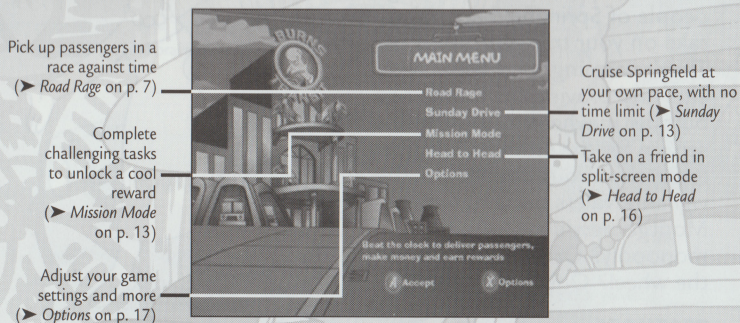 Pick up passengers in a
race against time
(➤ Road Rage on p. 7)
Complete
challenging tasks
to unlock a cool
reward
(➤ Mission Mode
on p. 13)
Adjust your game
settings and more
(➤ Options on p. 17)
BURNS
MAIN MENU
Road Rage
Sunday Drive
Mission Mode
Head to Head
Options
Beat the clock to deliver passengers,
make money and earn rewards
A Accept
X Options
Cruise Springfield at
your own pace, with no
time limit (➤ Sunday
Drive on p. 13)
Take on a friend in
split-screen mode
(➤ Head to Head
on p. 16)